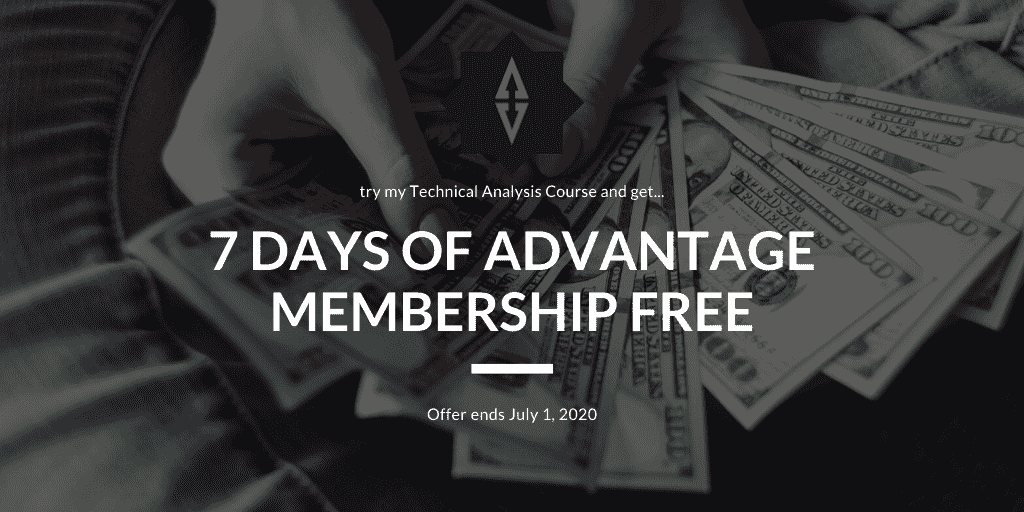 try my Technical Analysis Course and get...
7 DAYS OF ADVANTAGE
MEMBERSHIP FREE
Offer ends July 1, 2020